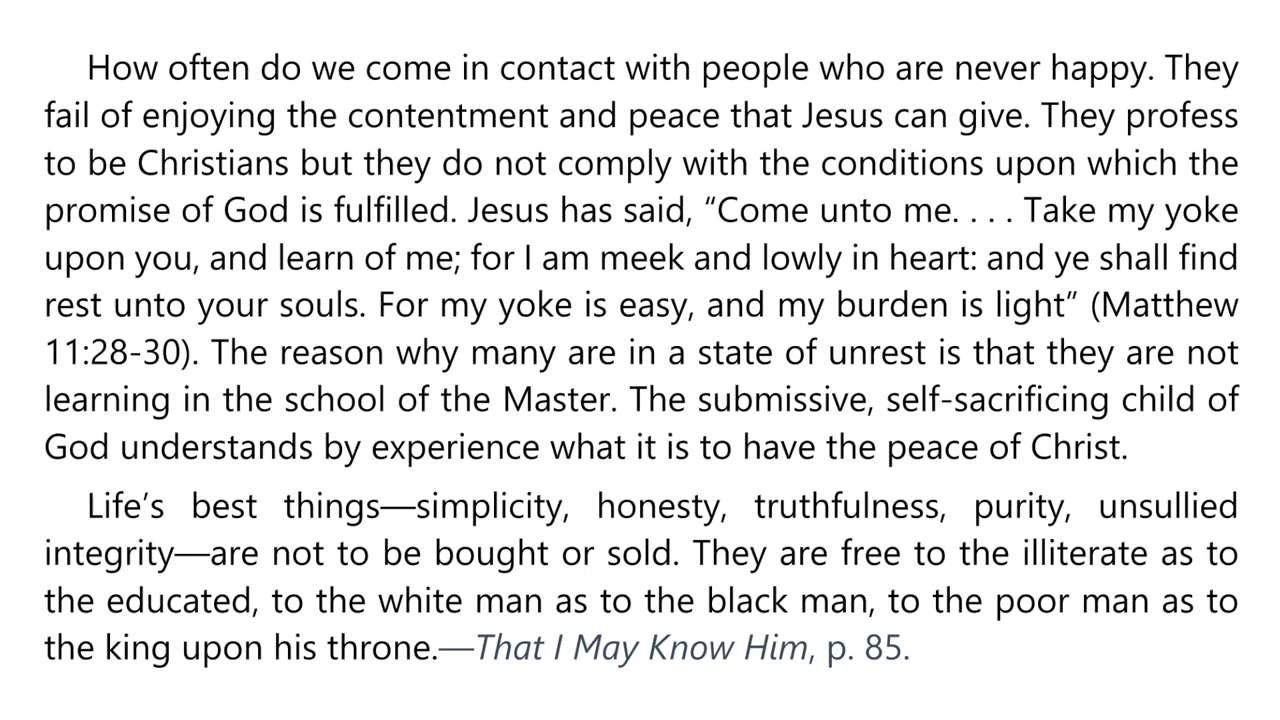 How often do we come in contact with people who are never happy. They
fail of enjoying the contentment and peace that Jesus can give. They profess
to be Christians but they do not comply with the conditions upon which the
promise of God is fulfilled. Jesus has said, “Come unto me. . . . Take my yoke
upon you, and learn of me; for I am meek and lowly in heart: and ye shall find
rest unto your souls. For my yoke is easy, and my burden is light” (Matthew
11:28-30). The reason why many are in a state of unrest is that they are not
learning in the school of the Master. The submissive, self-sacrificing child of
God understands by experience what it is to have the peace of Christ.
Life’s best things—simplicity, honesty, truthfulness, purity, unsullied
integrity—are not to be bought or sold. They are free to the illiterate as to
the educated, to the white man as to the black man, to the poor man as to
the king upon his throne.—That I May Know Him, p. 85.